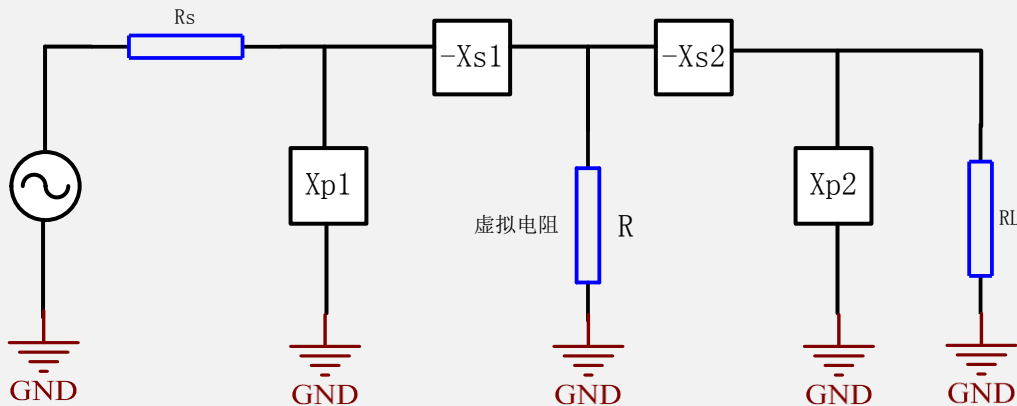 Rs
-Xs1
-Xs2
Xp1
虚拟电阻 R
Xp2
RL
GND
GND
GND
GND
GND